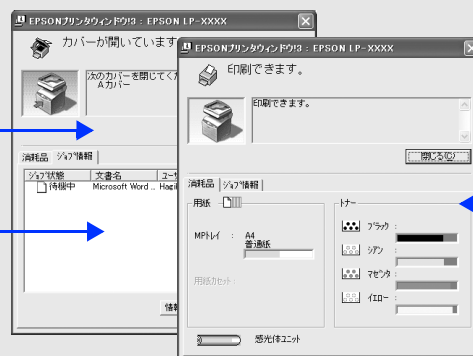 EPSONプリンタウィンドウ!3 : EPSON LP-XXXX
カバーが開いています
次のカバーを閉じてくだ
Aカバー
消耗品 ジョブ情報
ジョブ状態 文書名 ユーザ
待機中 Microsoft Word ..
情報
EPSONプリンタウィンドウ!3 : EPSON LP-XXXX
印刷できます。
印刷できます。
閉じる(C)
消耗品 ジョブ情報
用紙
MPトレイ : A4
普通紙
用紙カセット :
トナー
ブラック :
シアン :
マゼンタ :
イエロー :
感光体ユニット